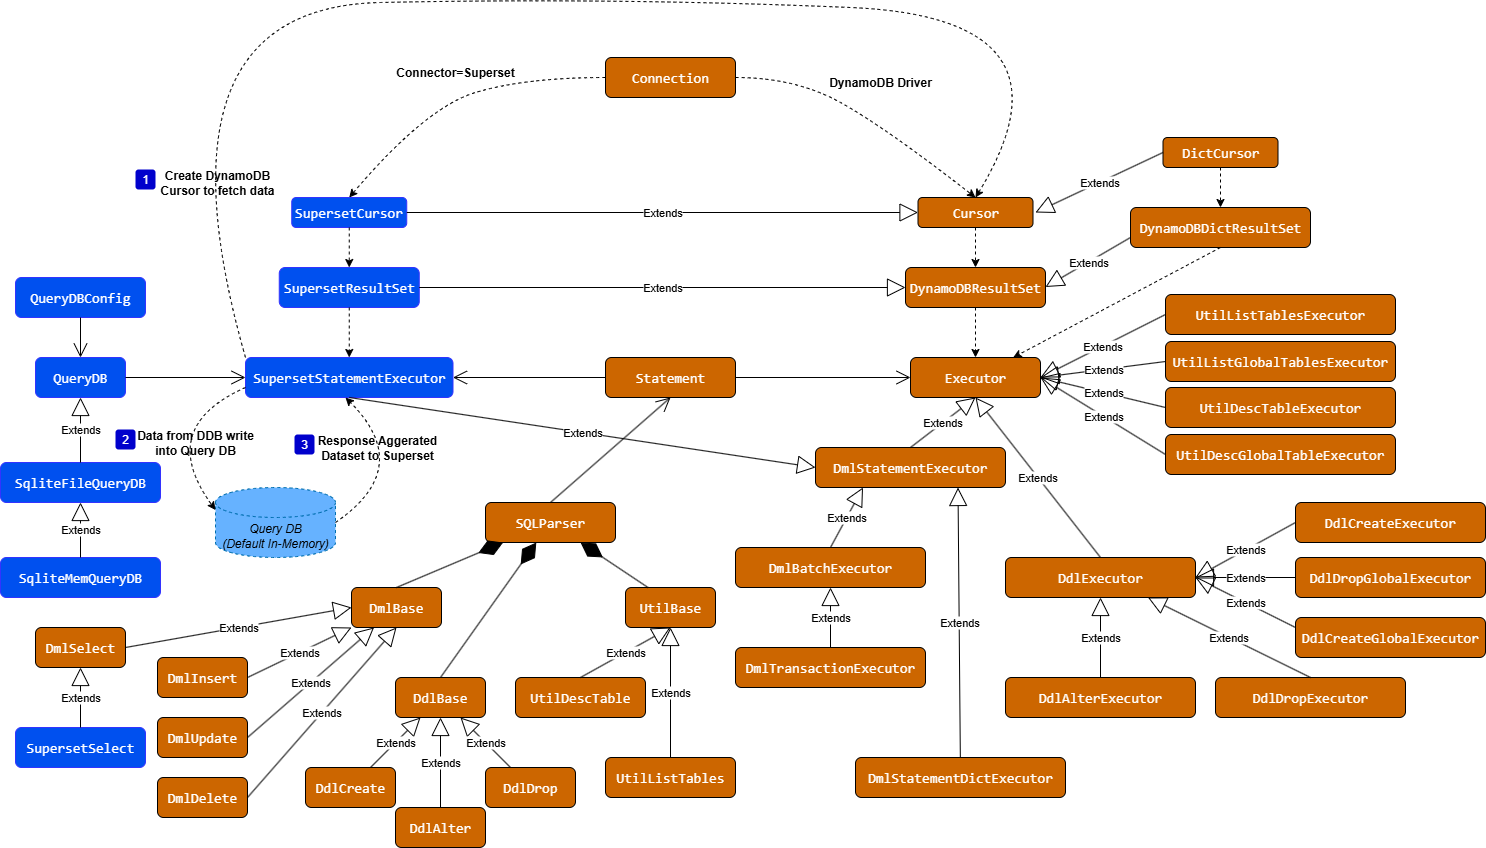 Connector=Superset
Connection
DynamoDB Driver
DictCursor
1
Create DynamoDB
Cursor to fetch data
Extends
SupersetCursor
Extends
Cursor
DynamoDBDictResultSet
QueryDBConfig
SupersetResultSet
Extends
DynamoDBResultSet
Extends
UtilListTablesExecutor
Extends
QueryDB
SupersetStatementExecutor
Statement
Executor
Extends
UtilListGlobalTablesExecutor
Extends
UtilDescTableExecutor
Extends
UtilDescGlobalTableExecutor
Extends
2
Data from DDB write
into Query DB
3
Response Aggerated
Dataset to Superset
Extends
Extends
DmlStatementExecutor
Extends
SqliteFileQueryDB
Extends
SqliteMemQueryDB
Query DB
(Default In-Memory)
SQLParser
Extends
DmlBatchExecutor
Extends
DmlTransactionExecutor
Extends
DmlStatementDictExecutor
DdlExecutor
Extends
DdlCreateExecutor
Extends
DdlDropGlobalExecutor
Extends
DdlCreateGlobalExecutor
Extends
DdlAlterExecutor
Extends
DdlDropExecutor
DmlBase
UtilBase
DmlSelect
Extends
Extends
SupersetSelect
DmlInsert
Extends
DmlUpdate
Extends
DmlDelete
Extends
DdlBase
Extends
Extends
Extends
DdlCreate
DdlAlter
DdlDrop
Extends
UtilDescTable
Extends
UtilListTables